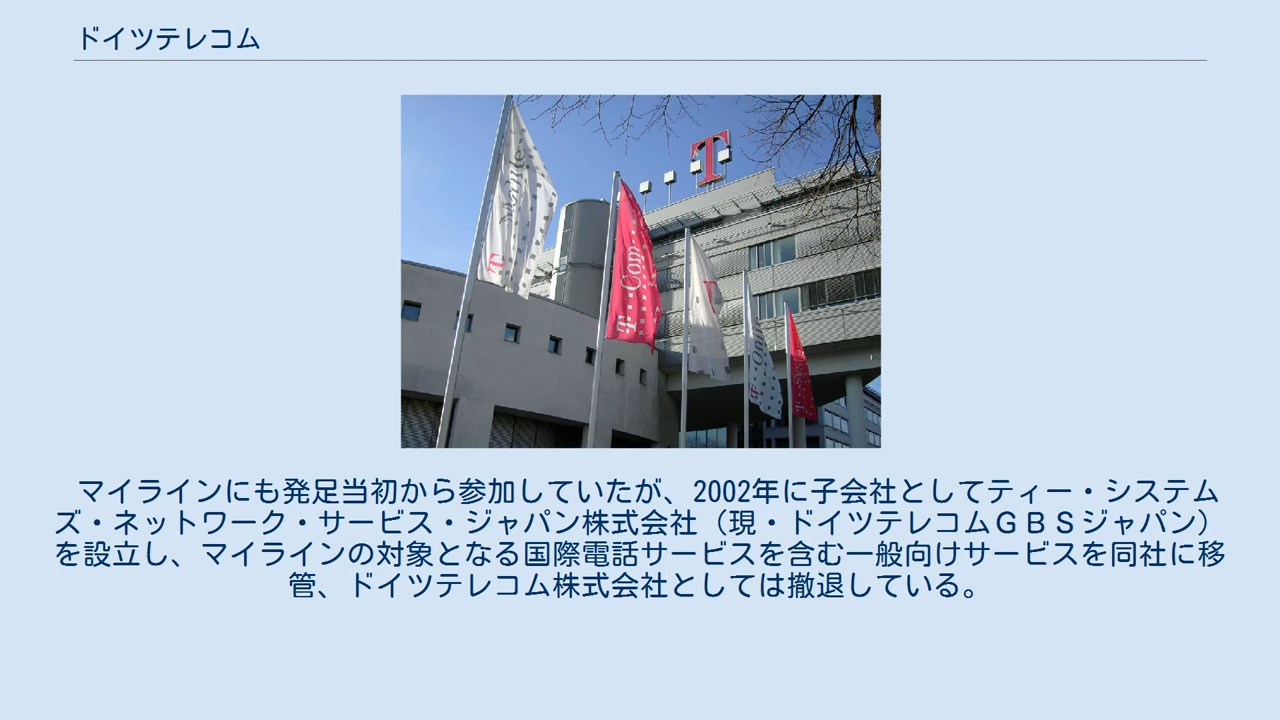 ドイツテレコム
T
T
T
Com
T
マイラインにも発足当初から参加していたが、2002年に子会社としてティー・システム
ズ・ネットワーク・サービス・ジャパン株式会社（現・ドイツテレコムＧＢＳジャパン）
を設立し、マイラインの対象となる国際電話サービスを含む一般向けサービスを同社に移
管、ドイツテレコム株式会社としては撤退している。